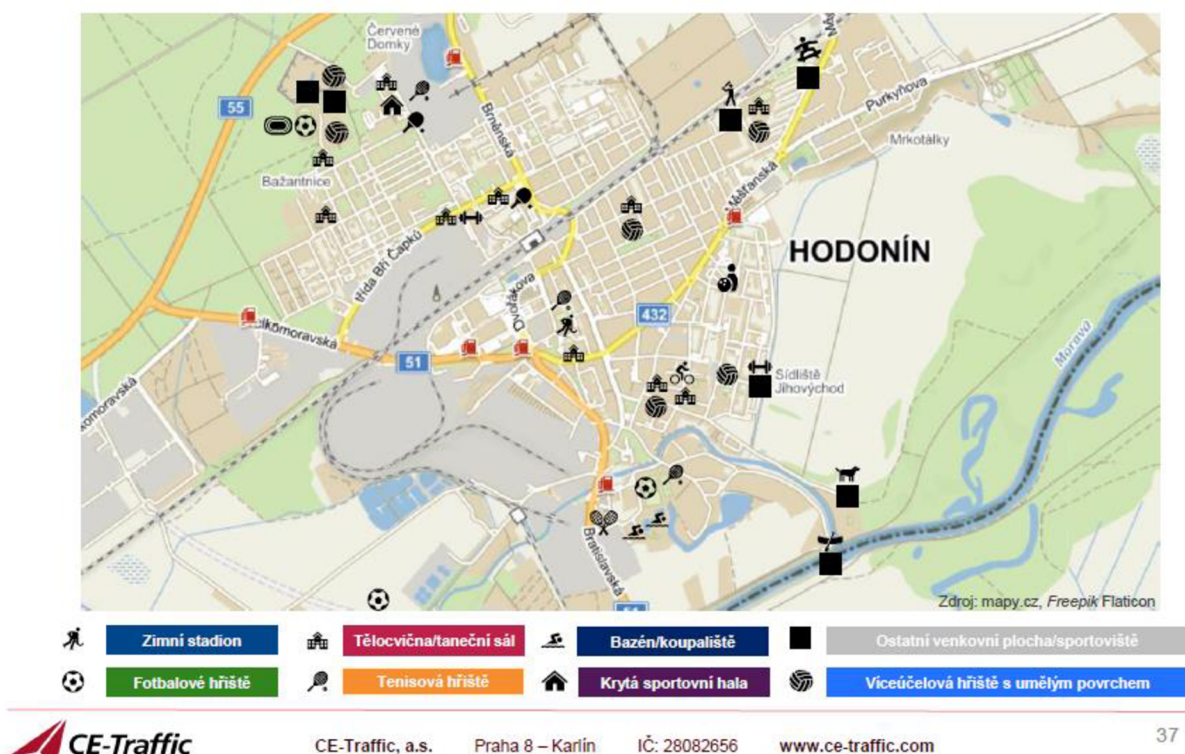 Červené
Domky
55
Brněnská
Purkyňova
Mrkotálky
Bažantnice
Měšťanská
HODONÍN
třída Bří Čapků
Dvořákova
432
51
Sídliště
Jihovýchod
Moravů
Bratislavská
Zdroj: mapy.cz, Freepik Flaticon
Zimní stadion
Tělocvična/taneční sál
Bazén/koupaliště
Ostatní venkovní plocha/sportoviště
Fotbalové hřiště
Tenisová hřiště
Krytá sportovní hala
Víceúčelová hřiště s umělým povrchem
CE-Traffic
CE-Traffic, a.s.
Praha 8 – Karlín
IČ: 28082656
www.ce-traffic.com
37